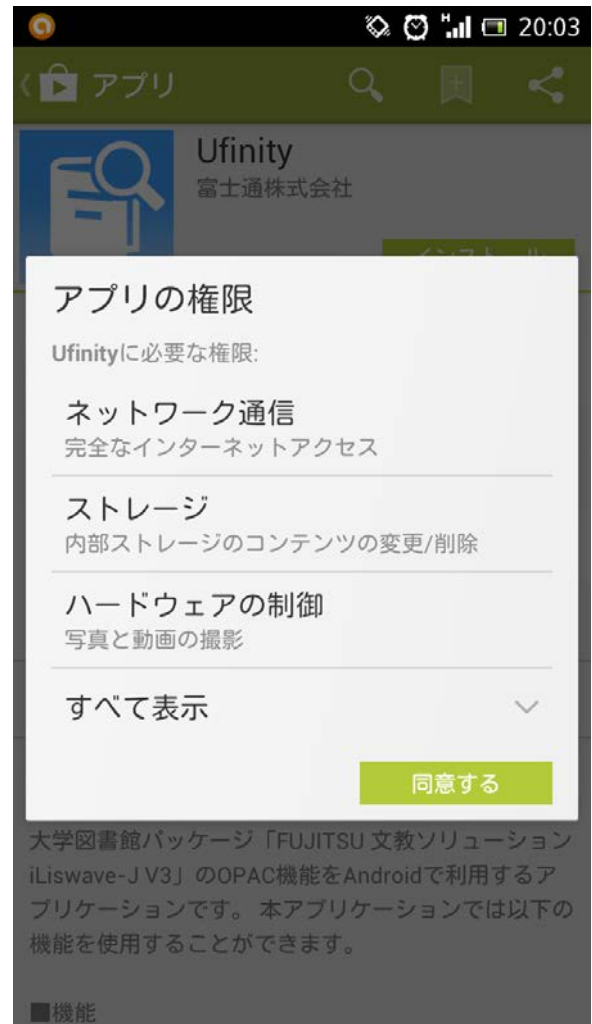 H 20:03
アプリ
Ufinity
富士通株式会社
インストール
アプリの権限
Ufinityに必要な権限:
ネットワーク通信
完全なインターネットアクセス
ストレージ
内部ストレージのコンテンツの変更/削除
ハードウェアの制御
写真と動画の撮影
すべて表示
同意する
大学図書館パッケージ「FUJITSU 文教ソリューション
iLiswave-J V3」のOPAC機能をAndroidで利用するア
プリケーションです。 本アプリケーションでは以下の
機能を使用することができます。
■機能